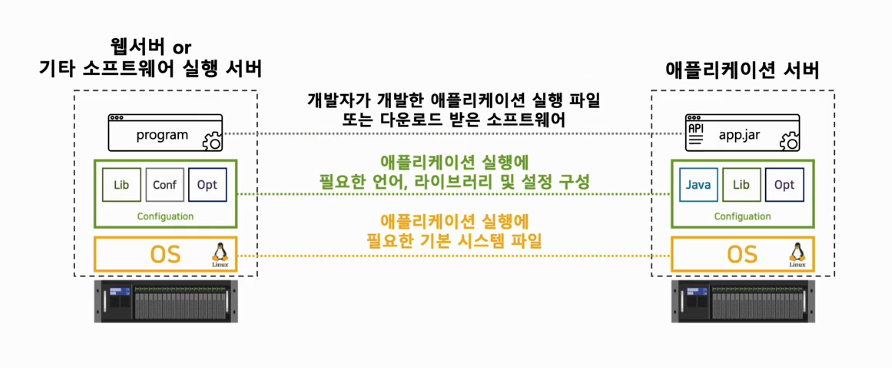 웹서버 or
기타 소프트웨어 실행 서버
애플리케이션 서버
개발자가 개발한 애플리케이션 실행 파일
또는 다운로드 받은 소프트웨어
program
API
app.jar
애플리케이션 실행에
필요한 언어, 라이브러리 및 설정 구성
Lib Conf Opt
Configuation
Java Lib Opt
Configuation
애플리케이션 실행에
필요한 기본 시스템 파일
OS
Linux
OS
Linux